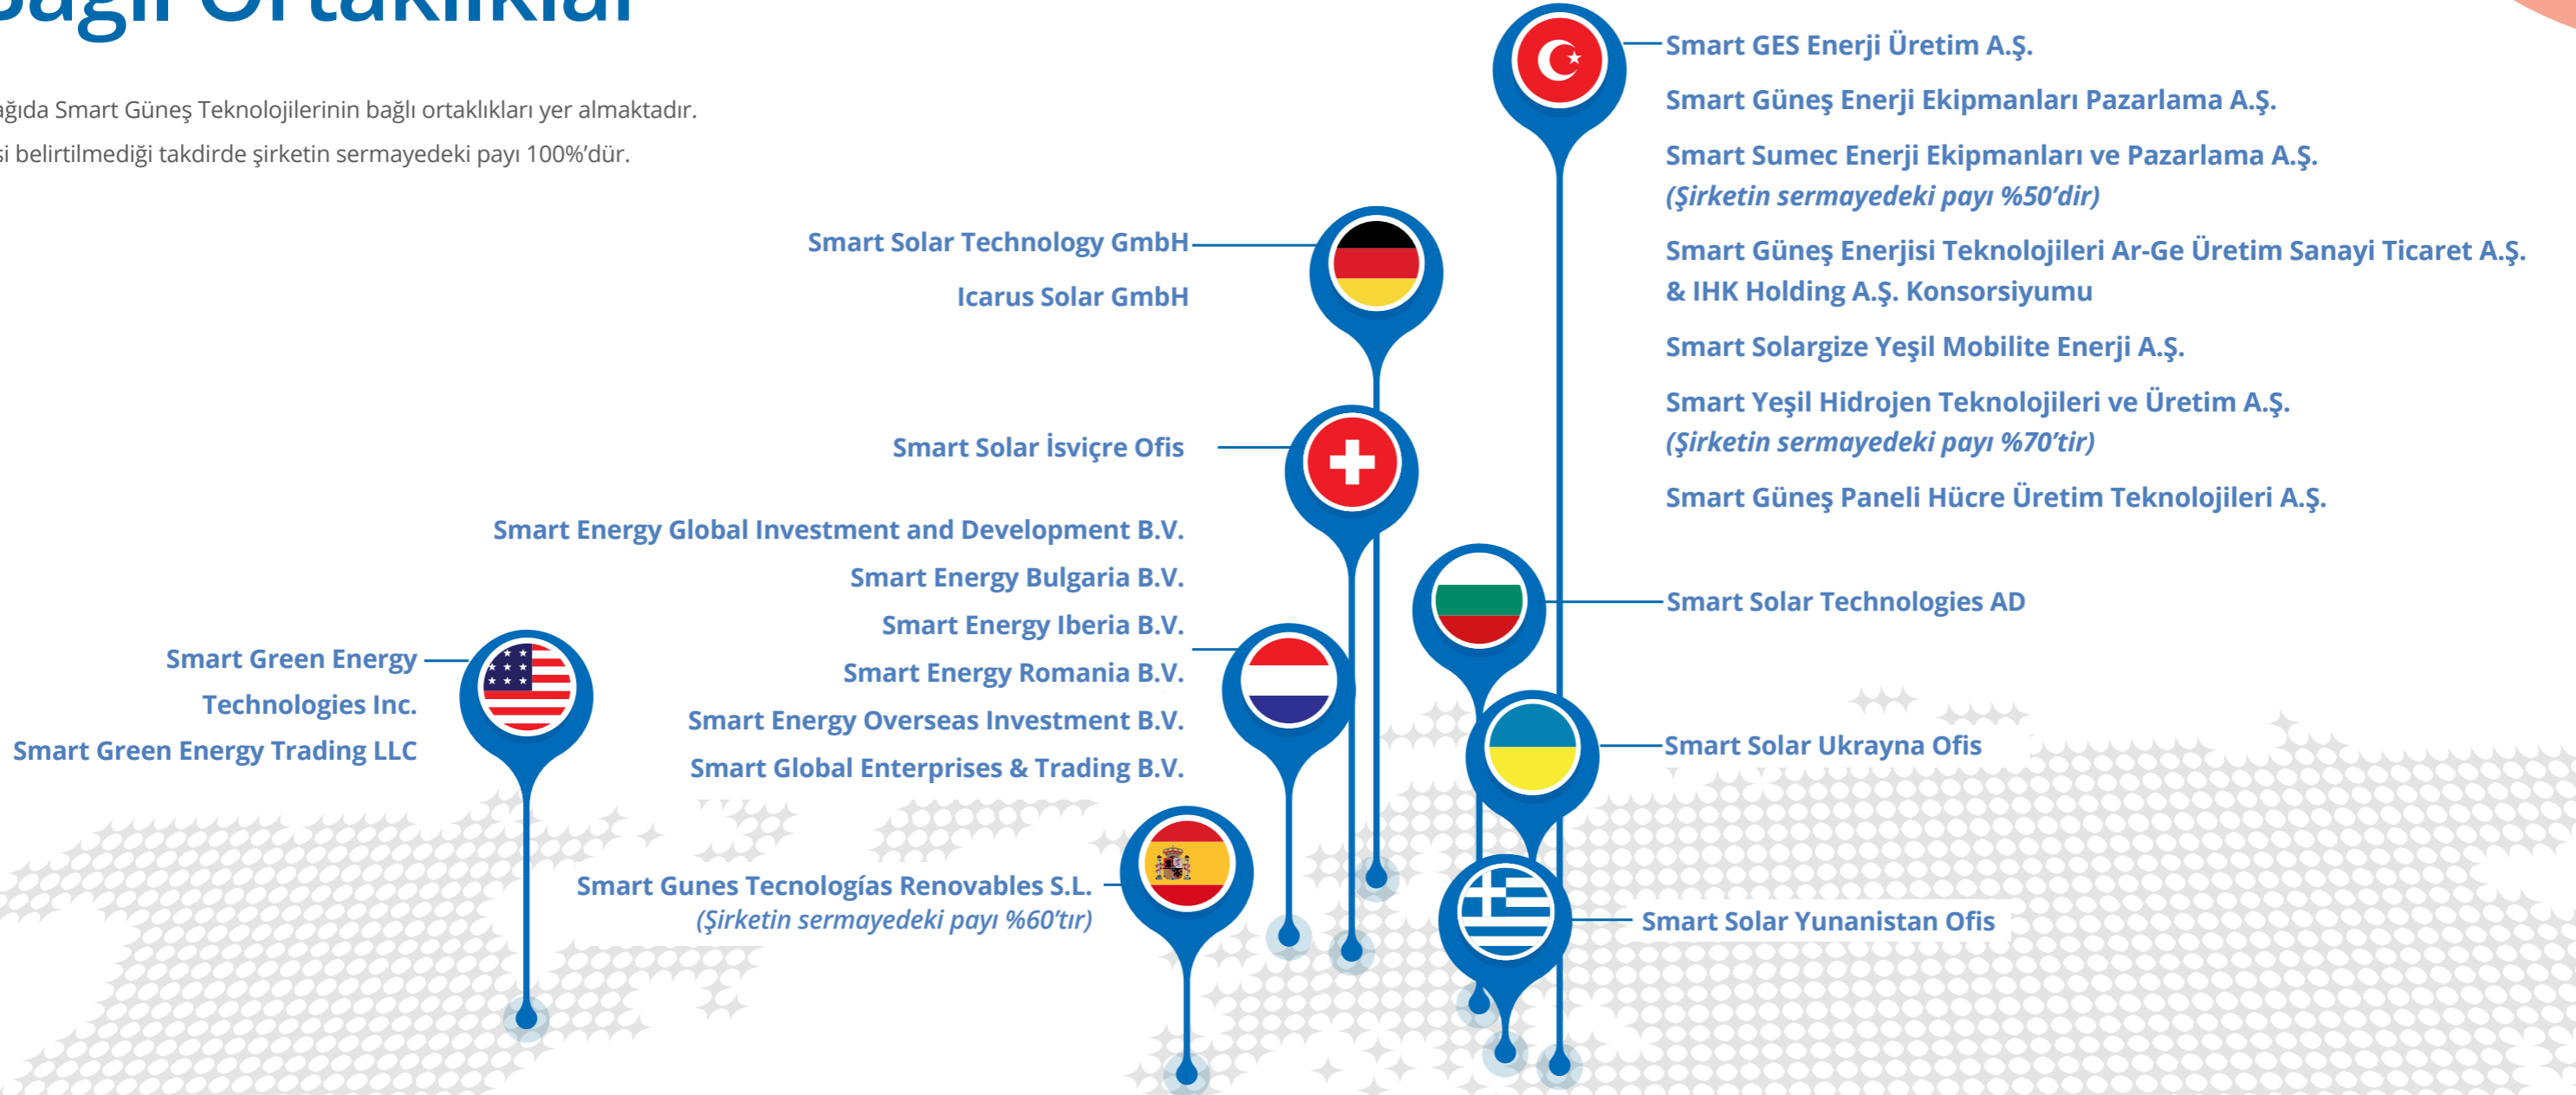 Bağlı Ortaklıklar
Smart Güneş Teknolojilerinin bağlı ortaklıkları yer almaktadır.
belirtilmediği takdirde şirketin sermayedeki payı 100%’dür.
Smart GES Enerji Üretim A.Ş.
Smart Güneş Enerji Ekipmanları Pazarlama A.Ş.
Smart Sumec Enerji Ekipmanları ve Pazarlama A.Ş.
(Şirketin sermayedeki payı %50’dir)
Smart Güneş Enerjisi Teknolojileri Ar-Ge Üretim Sanayi Ticaret A.Ş.
& IHK Holding A.Ş. Konsorsiyumu
Smart Solargize Yeşil Mobilite Enerji A.Ş.
Smart Yeşil Hidrojen Teknolojileri ve Üretim A.Ş.
(Şirketin sermayedeki payı %70’tir)
Smart Güneş Paneli Hücre Üretim Teknolojileri A.Ş.
Smart Solar Technology GmbH
Icarus Solar GmbH
Smart Solar İsviçre Ofis
Smart Energy Global Investment and Development B.V.
Smart Energy Bulgaria B.V.
Smart Energy Iberia B.V.
Smart Energy Romania B.V.
Smart Energy Overseas Investment B.V.
Smart Global Enterprises & Trading B.V.
Smart Solar Technologies AD
Smart Green Energy
Technologies Inc.
Smart Green Energy Trading LLC
Smart Solar Ukrayna Ofis
Smart Gunes Tecnologías Renovables S.L.
(Şirketin sermayedeki payı %60’tır)
Smart Solar Yunanistan Ofis